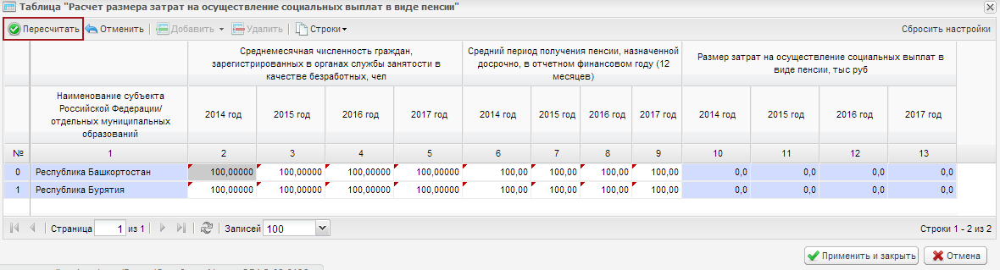 Таблица "Расчет размера затрат на осуществление социальных выплат в виде пенсии"
Пересчитать Отменить Добавить Удалить Строки Сбросить настройки
Среднемесячная численность граждан, зарегистрированных в органах службы занятости в качестве безработных, чел
Средний период получения пенсии, назначенной досрочно, в отчетном финансовом году (12 месяцев)
Размер затрат на осуществление социальных выплат в виде пенсии, тыс руб
Наименование субъекта Российской Федерации/ отдельных муниципальных образований
2014 год 2015 год 2016 год 2017 год 2014 год 2015 год 2016 год 2017 год 2014 год 2015 год 2016 год 2017 год
№ 1 2 3 4 5 6 7 8 9 10 11 12 13
0 Республика Башкортостан 100,00000 100,00000 100,00000 100,00000 100,00 100,00 100,00 100,00 0,0 0,0 0,0 0,0
1 Республика Бурятия 100,00000 100,00000 100,00000 100,00000 100,00 100,00 100,00 100,00 0,0 0,0 0,0 0,0
Страница 1 из 1 Записей 100 Строки 1 - 2 из 2
Применить и закрыть Отмена